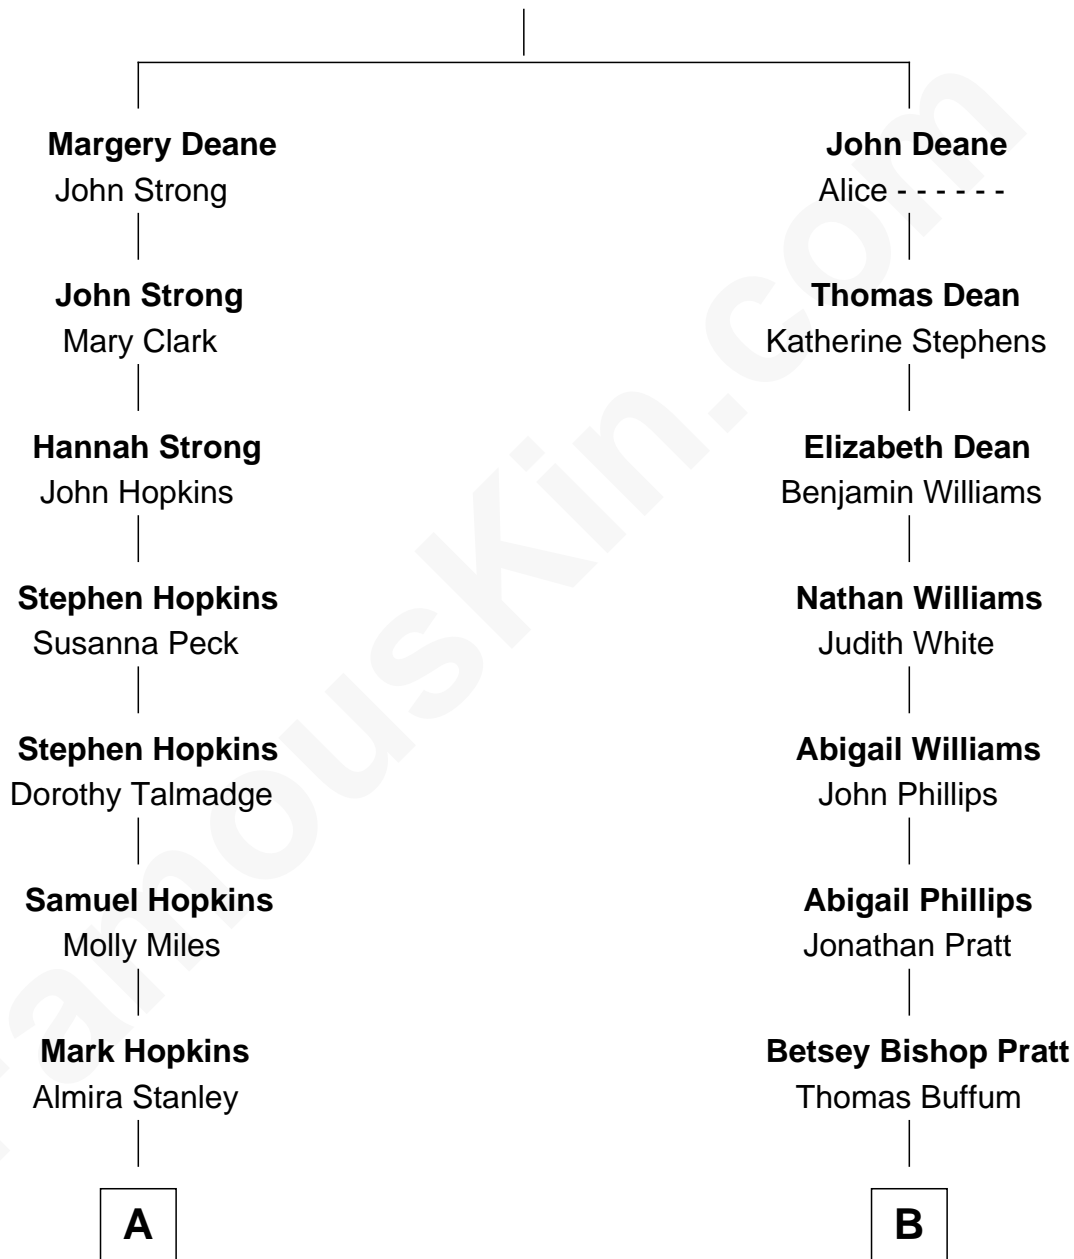 Margery Deane
John Strong
John Strong
Mary Clark
Hannah Strong
John Hopkins
Stephen Hopkins
Susanna Peck
Stephen Hopkins
Dorothy Talmadge
Samuel Hopkins
Molly Miles
Mark Hopkins
Almira Stanley
A
John Deane
Alice - - - - - -
Thomas Dean
Katherine Stephens
Elizabeth Dean
Benjamin Williams
Nathan Williams
Judith White
Abigail Williams
John Phillips
Abigail Phillips
Jonathan Pratt
Betsey Bishop Pratt
Thomas Buffum
B
FamousKin.com